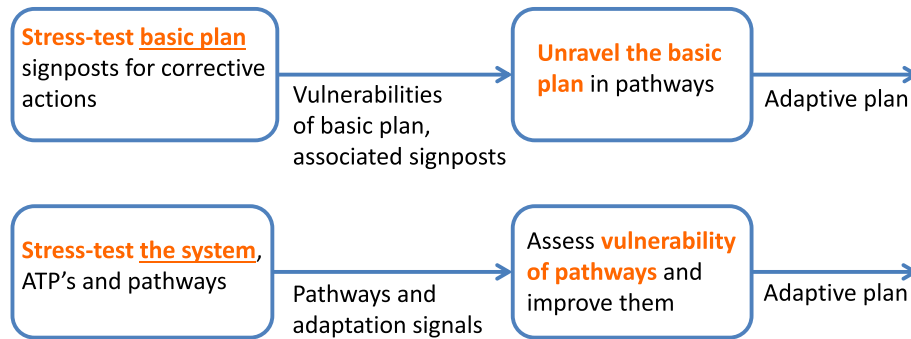 Stress-test basic plan
signposts for corrective
actions
Vulnerabilities
of basic plan,
associated signposts
Unravel the basic
plan in pathways
Adaptive plan
Stress-test the system,
ATP's and pathways
Pathways and
adaptation signals
Assess vulnerability
of pathways and
improve them
Adaptive plan